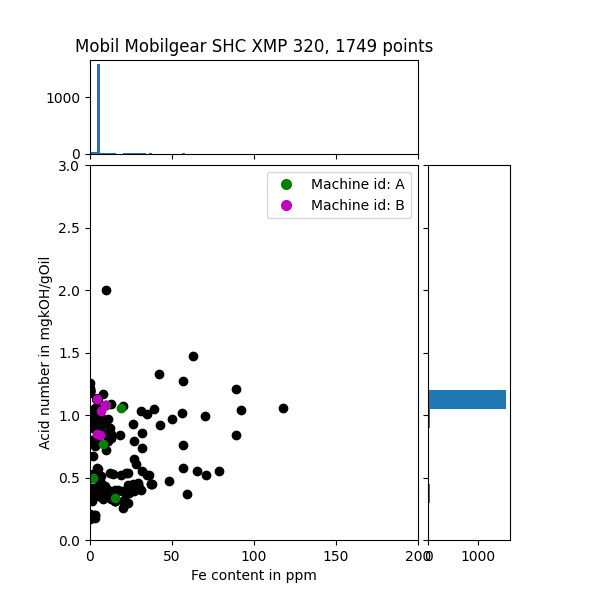 Mobil Mobilgear SHC XMP 320, 1749 points
1000
0
3.0
2.5
2.0
1.5
1.0
0.5
0.0
Acid number in mgkOH/gOil
Machine id: A
Machine id: B
0 50 100 150 200
0 1000
Fe content in ppm